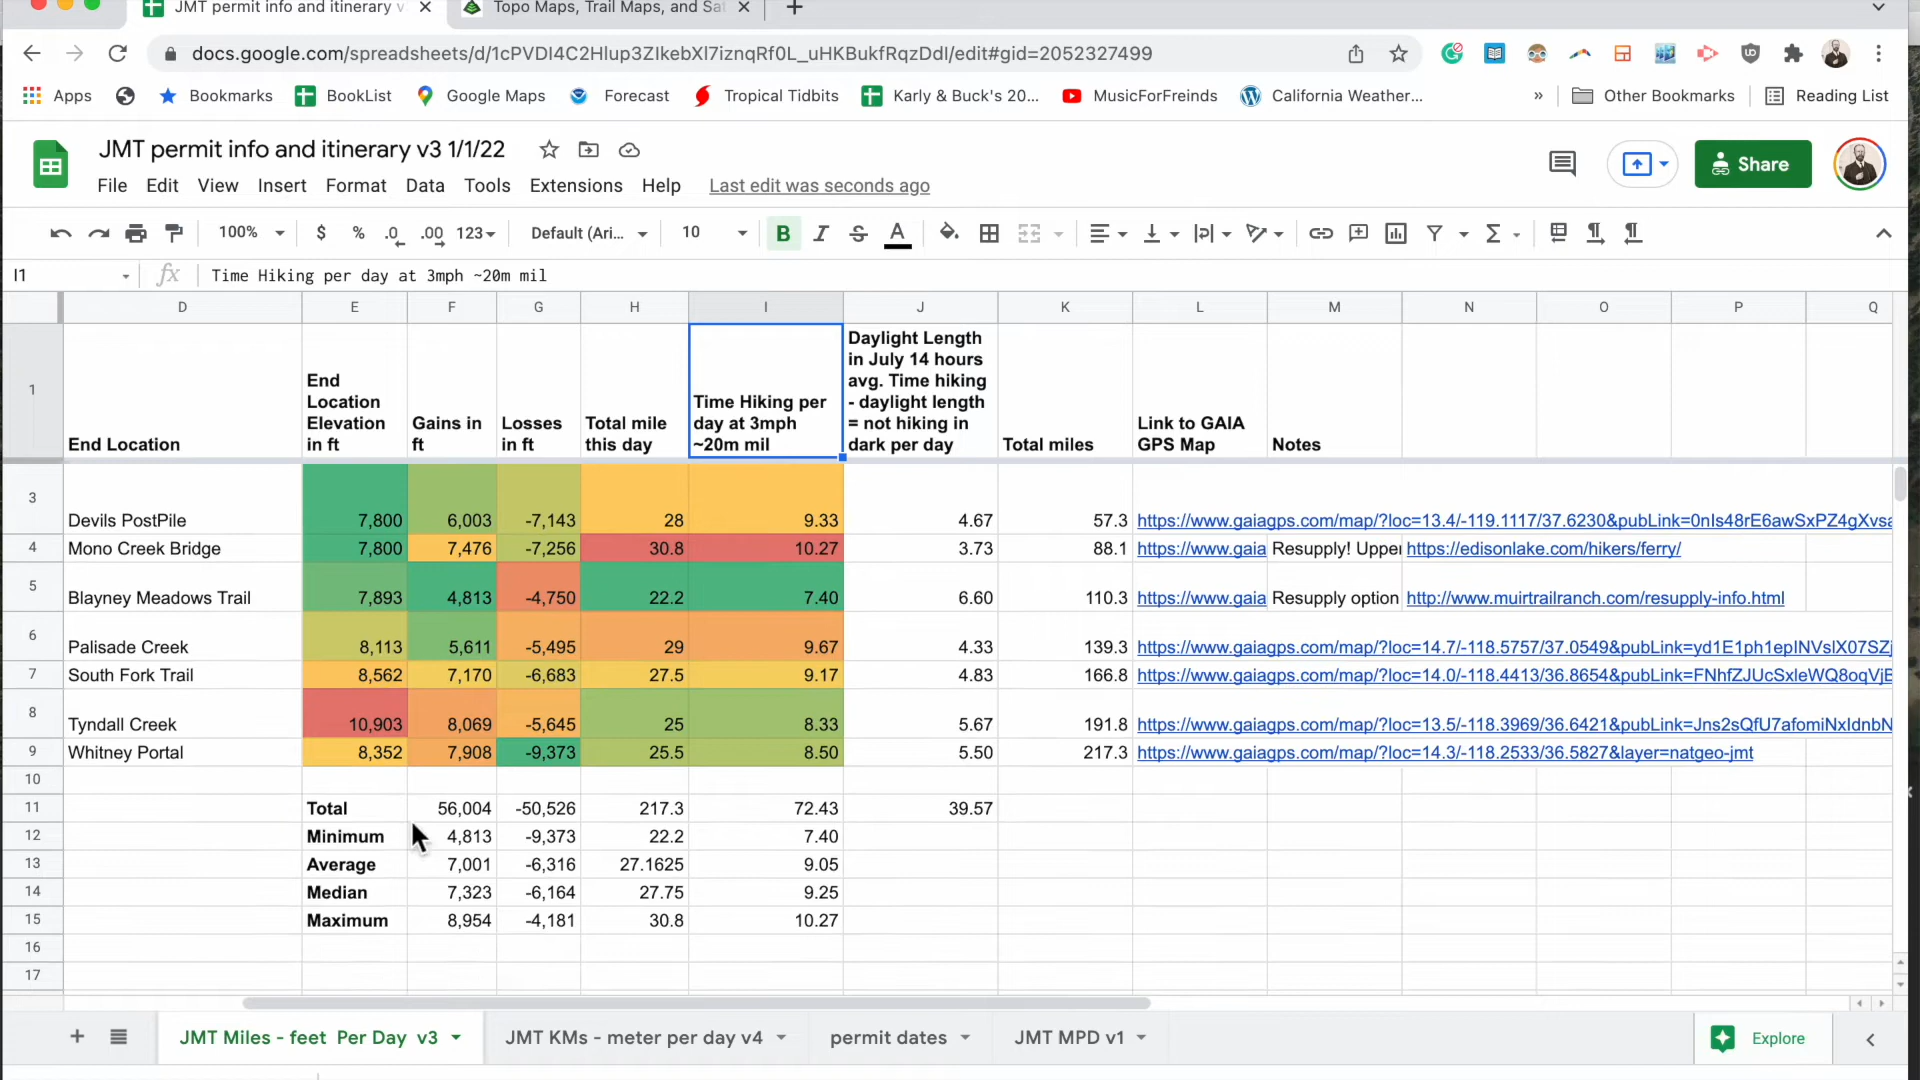 JMT permit info and itinerary v
Topo Maps, Trail Maps, and Sat
docs.google.com/spreadsheets/d/1cPVDI4C2Hlup3ZIkebXl7iznqRf0L_uHKBukfRqzDdI/edit#gid=2052327499
Apps Bookmarks BookList Google Maps Forecast Tropical Tidbits Karly & Buck's 20... MusicForFreinds California Weather... » Other Bookmarks Reading List
JMT permit info and itinerary v3 1/1/22
Share
File Edit View Insert Format Data Tools Extensions Help Last edit was seconds ago
100% $ % .0 .00 123 Default (Ari... 10 B I S A
I1 fx Time Hiking per day at 3mph ~20m mil
D E F G H I J K L M N O P Q
1
End Location
End
Location
Elevation
in ft
Gains in
ft
Losses
in ft
Total mile
this day
Time Hiking per
day at 3mph
~20m mil
Daylight Length
in July 14 hours
avg. Time hiking
- daylight length
= not hiking in
dark per day
Total miles
Link to GAIA
GPS Map
Notes
3 Devils PostPile 7,800 6,003 -7,143 28 9.33 4.67 57.3 https://www.gaiagps.com/map/?loc=13.4/-119.1117/37.6230&pubLink=0nIs48rE6awSxPZ4gXvsa
4 Mono Creek Bridge 7,800 7,476 -7,256 30.8 10.27 3.73 88.1 https://www.gaia Resupply! Upper https://edisonlake.com/hikers/ferry/
5 Blayney Meadows Trail 7,893 4,813 -4,750 22.2 7.40 6.60 110.3 https://www.gaia Resupply option http://www.muirtrailranch.com/resupply-info.html
6 Palisade Creek 8,113 5,611 -5,495 29 9.67 4.33 139.3 https://www.gaiagps.com/map/?loc=14.7/-118.5757/37.0549&pubLink=yd1E1ph1epINVslX07SZj
7 South Fork Trail 8,562 7,170 -6,683 27.5 9.17 4.83 166.8 https://www.gaiagps.com/map/?loc=14.0/-118.4413/36.8654&pubLink=FNhfZJUcSxleWQ8oqVjE
8 Tyndall Creek 10,903 8,069 -5,645 25 8.33 5.67 191.8 https://www.gaiagps.com/map/?loc=13.5/-118.3969/36.6421&pubLink=Jns2sQfU7afomiNxIdnbN
9 Whitney Portal 8,352 7,908 -9,373 25.5 8.50 5.50 217.3 https://www.gaiagps.com/map/?loc=14.3/-118.2533/36.5827&layer=natgeo-jmt
10
11 Total 56,004 -50,526 217.3 72.43 39.57
12 Minimum 4,813 -9,373 22.2 7.40
13 Average 7,001 -6,316 27.1625 9.05
14 Median 7,323 -6,164 27.75 9.25
15 Maximum 8,954 -4,181 30.8 10.27
16
17
JMT Miles - feet Per Day v3 JMT KMs - meter per day v4 permit dates JMT MPD v1 Explore